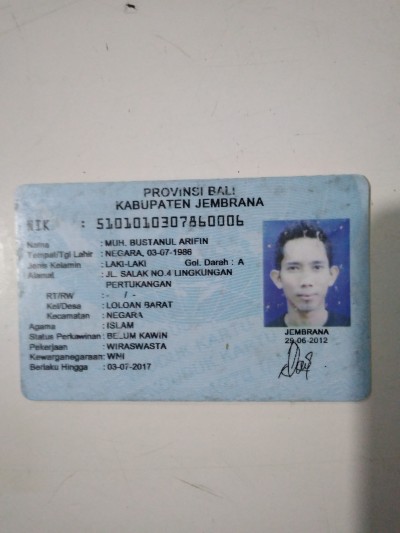 PROVINSI BALI
KABUPATEN JEMBRANA
NIK : 5101010307860006
Nama : MUH. BUSTANUL ARIFIN
Tempat/Tgl Lahir : NEGARA, 03-07-1986
Jenis Kelamin : LAKI-LAKI Gol. Darah : A
Alamat : JL. SALAK NO.4 LINGKUNGAN
PERTUKANGAN
RT/RW : - / -
Kel/Desa : LOLOAN BARAT
Kecamatan : NEGARA
Agama : ISLAM
Status Perkawinan : BELUM KAWIN
Pekerjaan : WIRASWASTA
Kewarganegaraan: WNI
Berlaku Hingga : 03-07-2017
JEMBRANA
29-06-2012